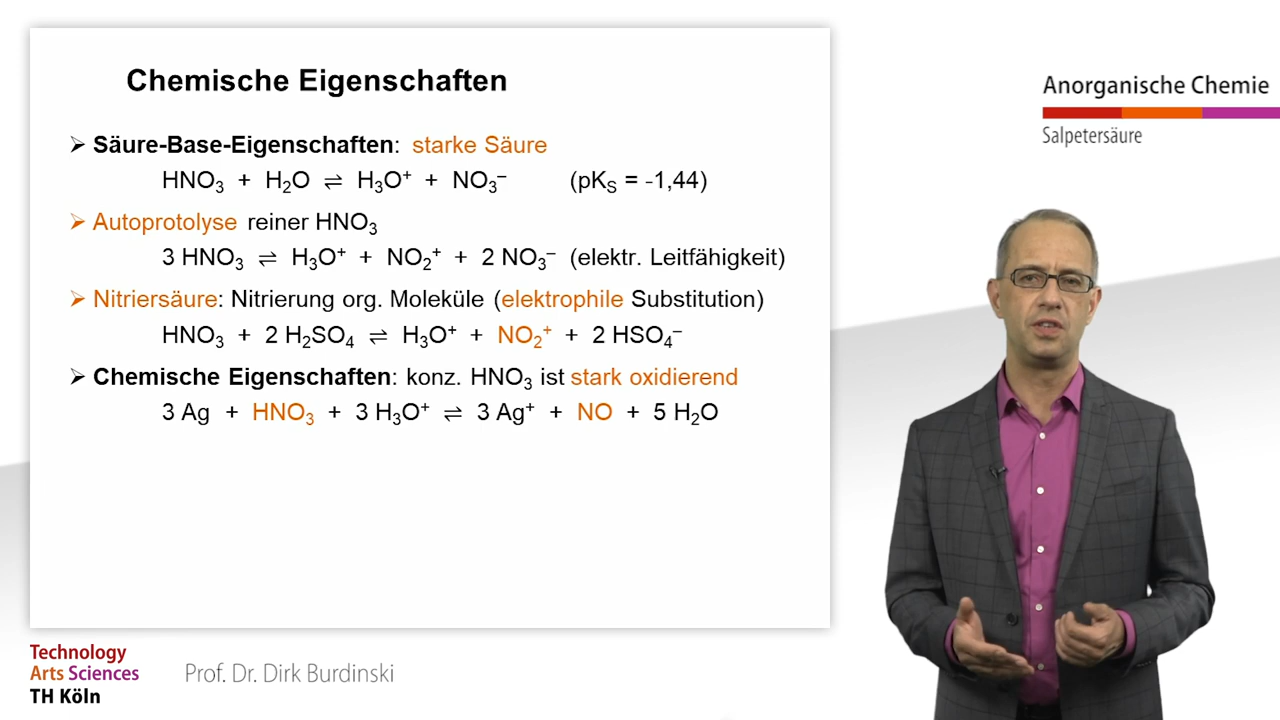 Chemische Eigenschaften
➢ Säure-Base-Eigenschaften: starke Säure
HNO₃ + H₂O ⇌ H₃O⁺ + NO₃⁻ (pKS = -1,44)
➢ Autoprotolyse reiner HNO₃
3 HNO₃ ⇌ H₃O⁺ + NO₂⁺ + 2 NO₃⁻ (elektr. Leitfähigkeit)
➢ Nitriersäure: Nitrierung org. Moleküle (elektrophile Substitution)
HNO₃ + 2 H₂SO₄ ⇌ H₃O⁺ + NO₂⁺ + 2 HSO₄⁻
➢ Chemische Eigenschaften: konz. HNO₃ ist stark oxidierend
3 Ag + HNO₃ + 3 H₃O⁺ ⇌ 3 Ag⁺ + NO + 5 H₂O
Anorganische Chemie
Salpetersäure
Technology
Arts Sciences
TH Köln
Prof. Dr. Dirk Burdinski